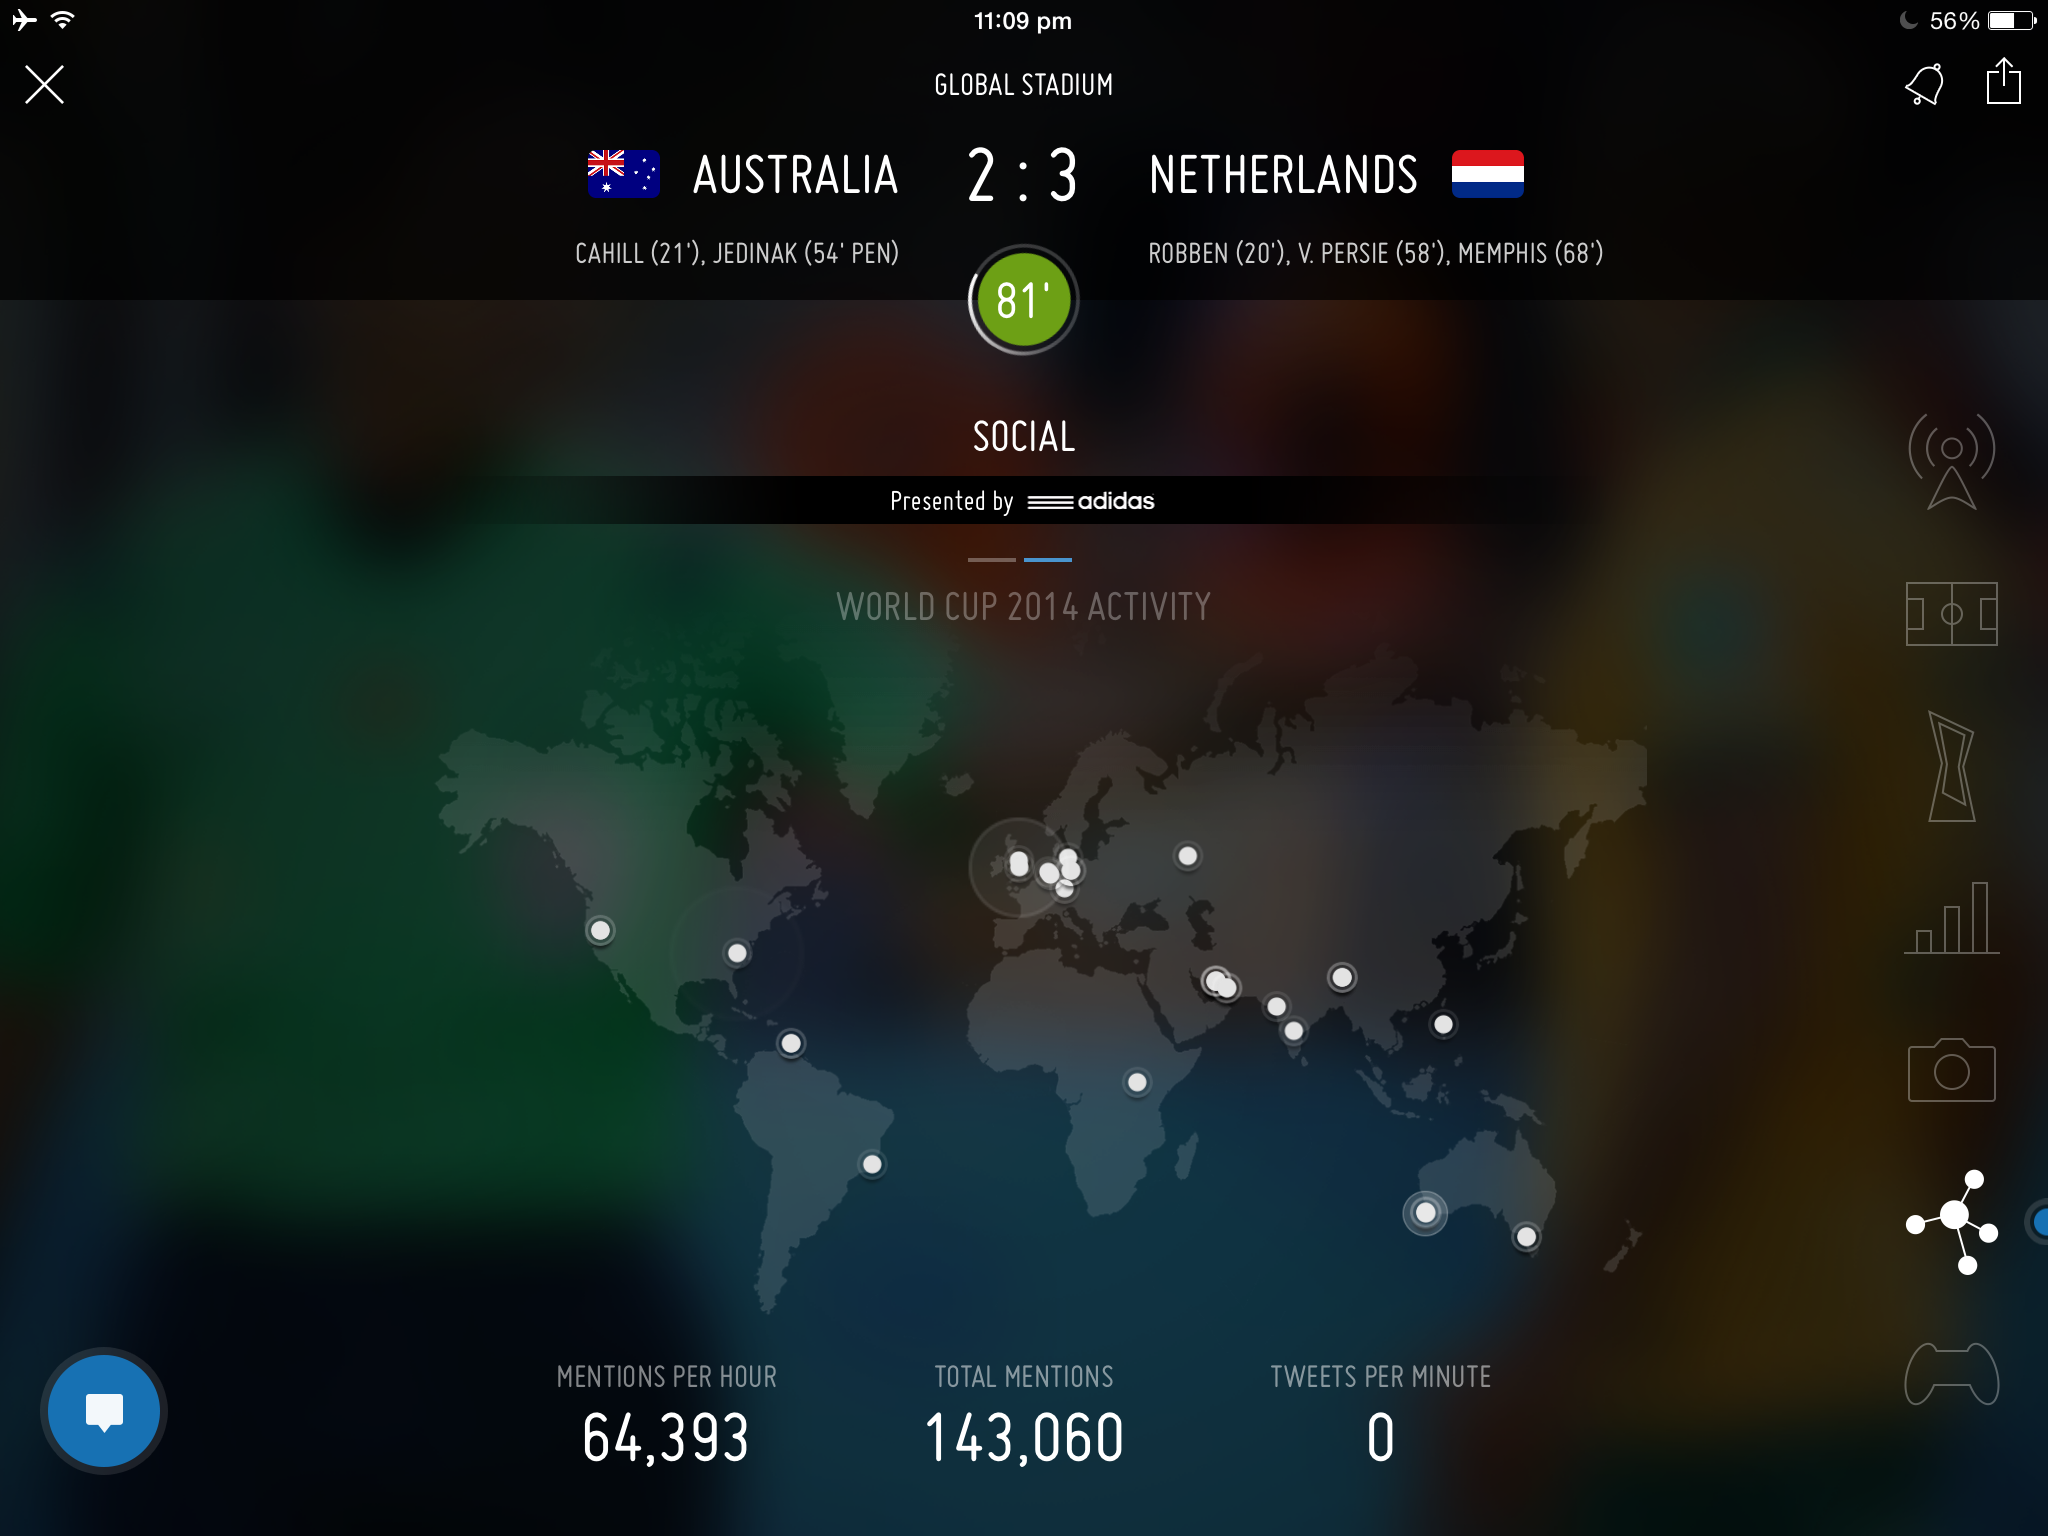 11:09 pm
56%
GLOBAL STADIUM
AUSTRALIA 2 : 3 NETHERLANDS
CAHILL (21'), JEDINAK (54' PEN)
ROBBEN (20'), V. PERSIE (58'), MEMPHIS (68')
81'
SOCIAL
Presented by adidas
WORLD CUP 2014 ACTIVITY
MENTIONS PER HOUR
64,393
TOTAL MENTIONS
143,060
TWEETS PER MINUTE
0